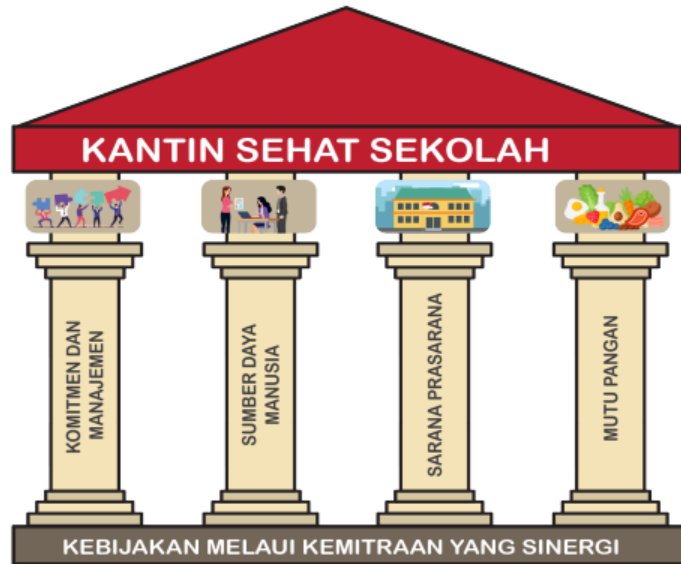 KANTIN SEHAT SEKOLAH
KOMITMEN DAN
MANAJEMEN
SUMBER DAYA
MANUSIA
SARANA PRASARANA
MUTU PANGAN
KEBIJAKAN MELAUI KEMITRAAN YANG SINERGI